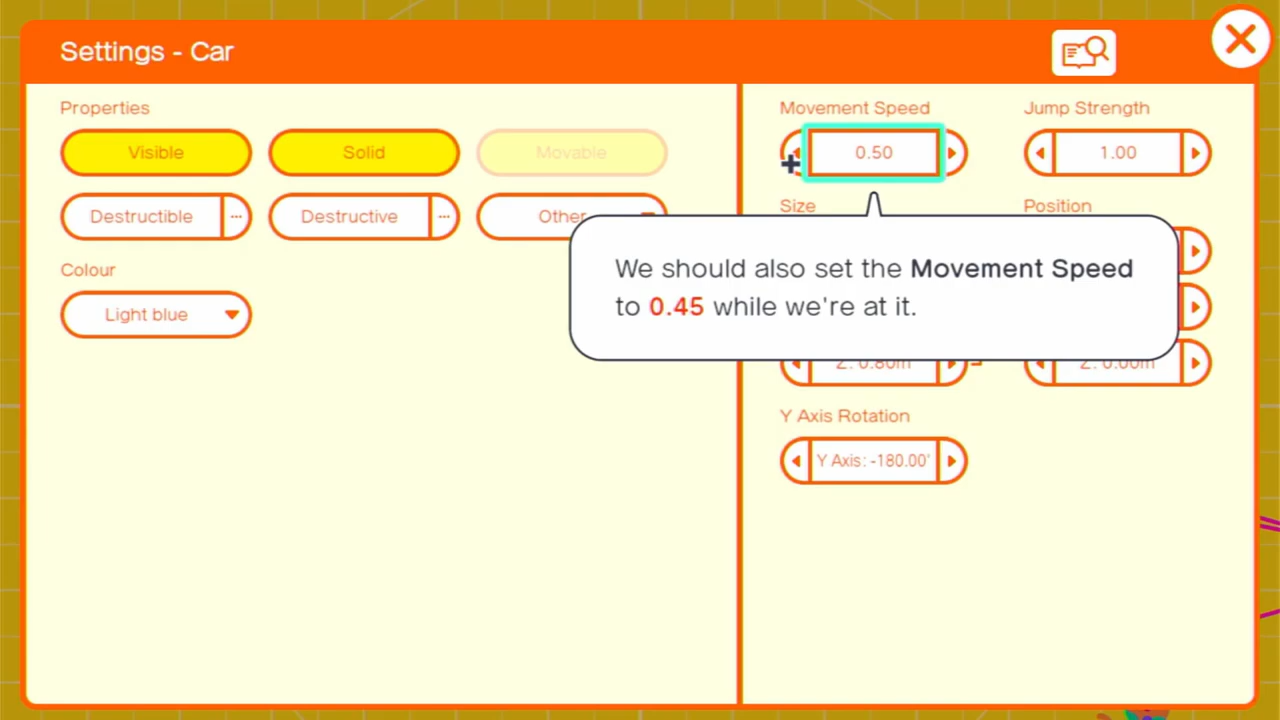 Settings - Car
Properties
Visible
Solid
Movable
Destructible
...
Destructive
...
Other
Colour
Light blue
Movement Speed
0.50
Jump Strength
1.00
Size
Position
We should also set the Movement Speed
to 0.45 while we're at it.
Z: 0.80m
Z: 0.00m
Y Axis Rotation
Y Axis: -180.00°